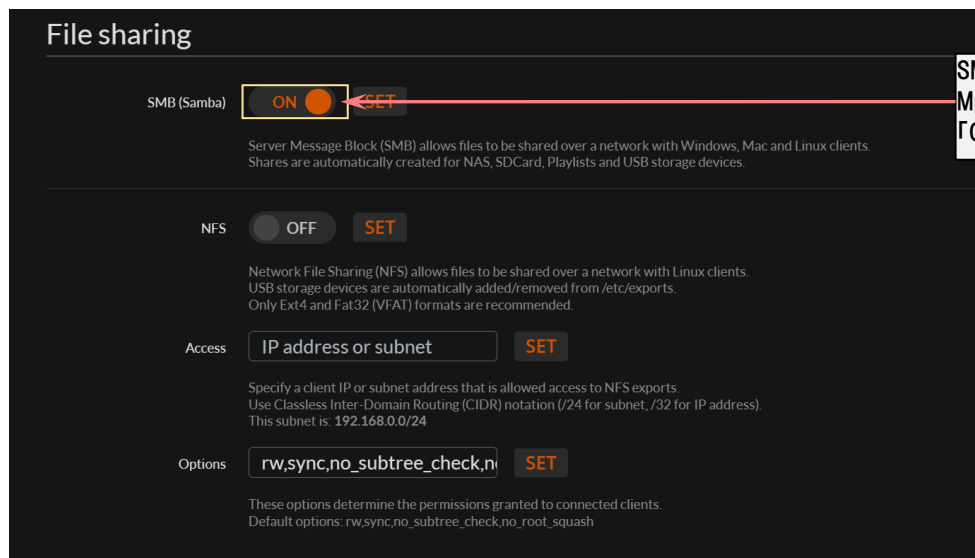 File sharing
SMB (Samba)
ON
SET
Server Message Block (SMB) allows files to be shared over a network with Windows, Mac and Linux clients.
Shares are automatically created for NAS, SDCard, Playlists and USB storage devices.
NFS
OFF
SET
Network File Sharing (NFS) allows files to be shared over a network with Linux clients.
USB storage devices are automatically added/removed from /etc/exports.
Only Ext4 and Fat32 (VFAT) formats are recommended.
Access
IP address or subnet
SET
Specify a client IP or subnet address that is allowed access to NFS exports.
Use Classless Inter-Domain Routing (CIDR) notation (/24 for subnet, /32 for IP address).
This subnet is: 192.168.0.0/24
Options
rw,sync,no_subtree_check,n
SET
These options determine the permissions granted to connected clients.
Default options: rw,sync,no_subtree_check,no_root_squash